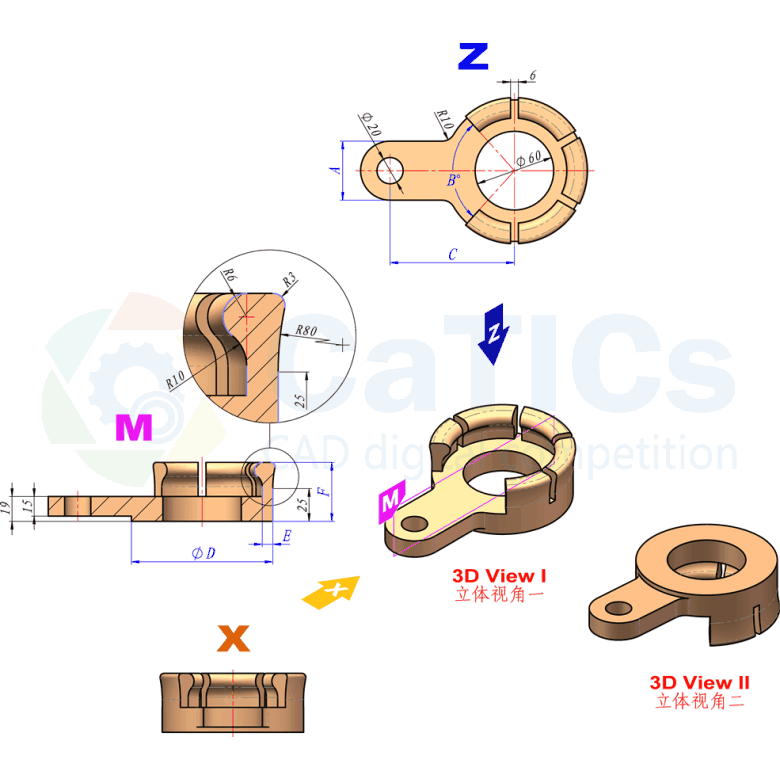 Z
6
Φ20
R10
A
B°
Φ60
C
R6
R3
R80
R10
25
CaTICs
CAD digital competition
M
Z
19
15
25
F
ΦD
E
M
3D View I
立体视角一
X
X
3D View II
立体视角二